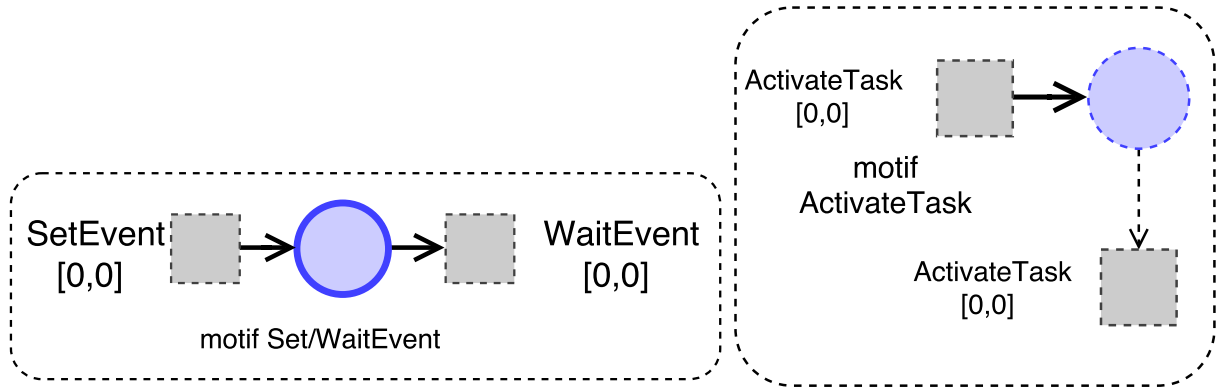 SetEvent
[0,0]
WaitEvent
[0,0]
motif Set/WaitEvent
ActivateTask
[0,0]
motif
ActivateTask
ActivateTask
[0,0]